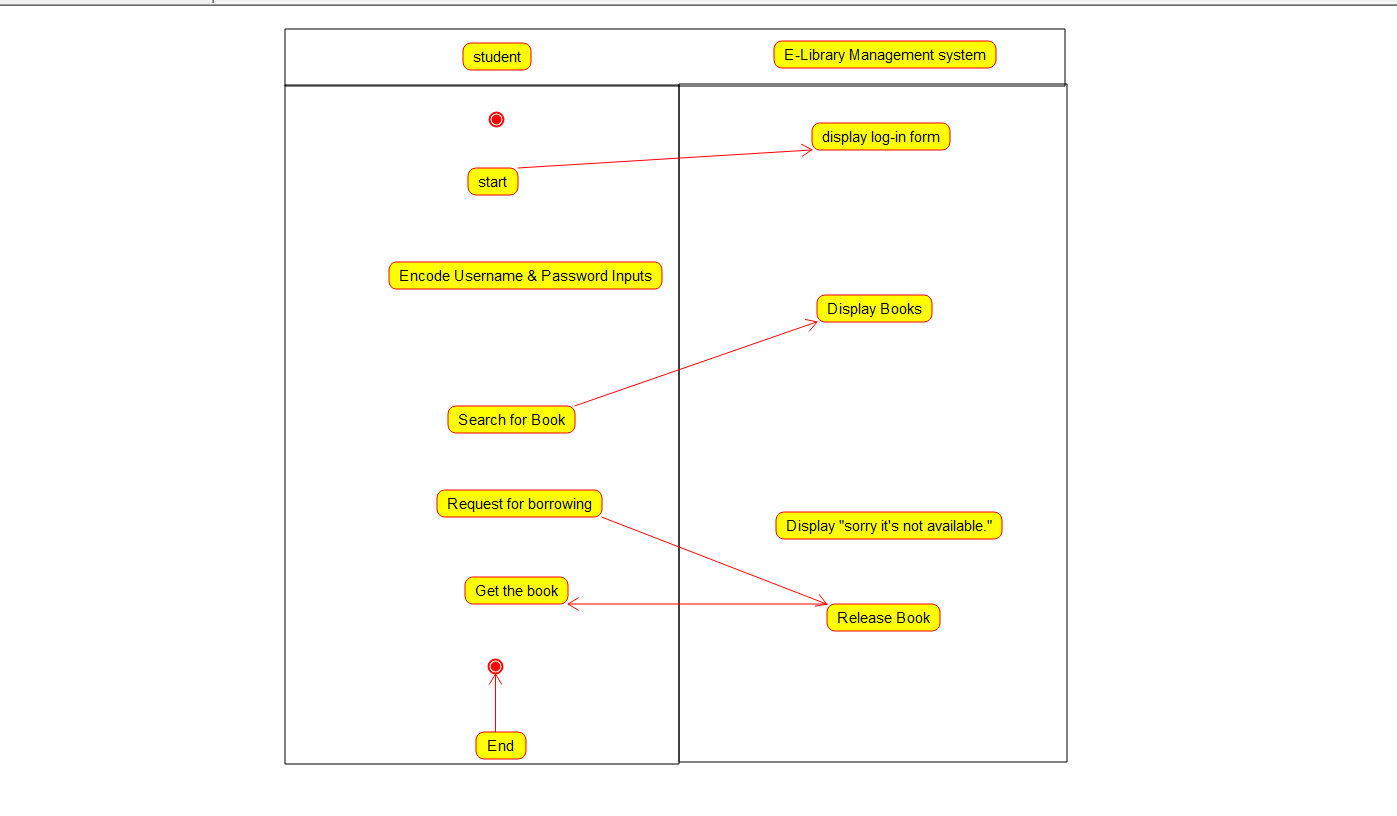 student
E-Library Management system
display log-in form
start
Encode Username & Password Inputs
Display Books
Search for Book
Request for borrowing
Display "sorry it's not available."
Get the book
Release Book
End